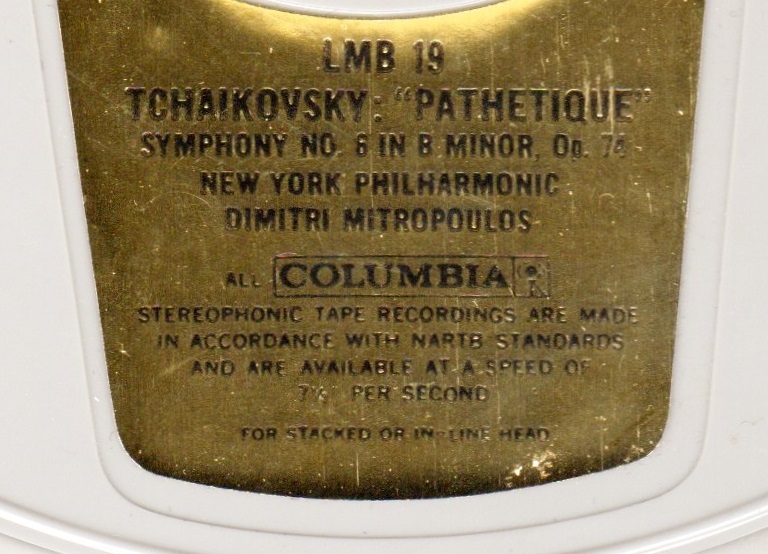 LMB 19
TCHAIKOVSKY: "PATHETIQUE"
SYMPHONY NO. 6 IN B MINOR, Op. 74
NEW YORK PHILHARMONIC
DIMITRI MITROPOULOS
ALL COLUMBIA
STEREOPHONIC TAPE RECORDINGS ARE MADE
IN ACCORDANCE WITH NARTB STANDARDS
AND ARE AVAILABLE AT A SPEED OF
7½ PER SECOND
FOR STACKED OR IN-LINE HEAD